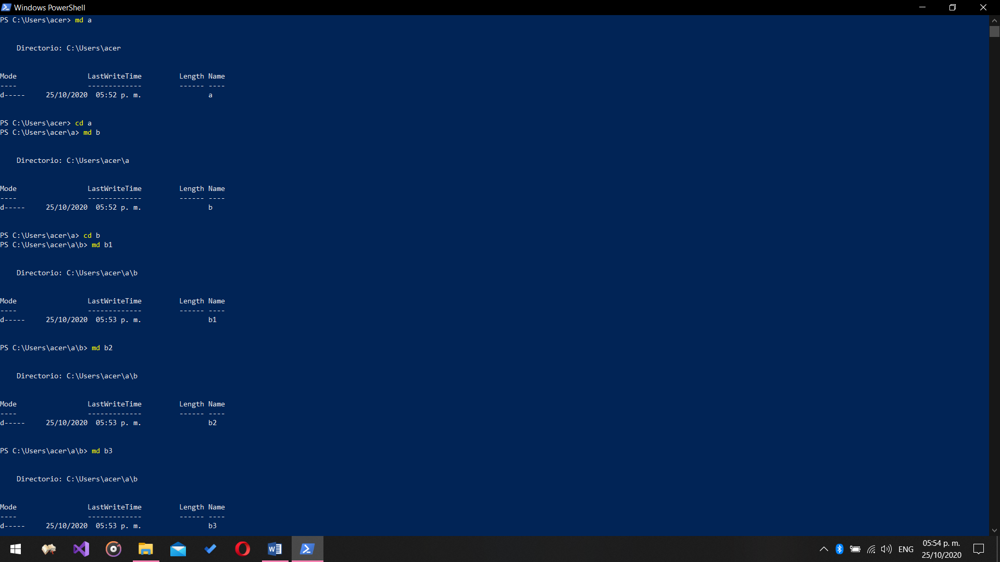 Windows PowerShell
PS C:\Users\acer> md a
Directorio: C:\Users\acer
Mode                 LastWriteTime         Length Name
----                 -------------         ------ ----
d-----     25/10/2020  05:52 p. m.                a
PS C:\Users\acer> cd a
PS C:\Users\acer\a> md b
Directorio: C:\Users\acer\a
Mode                 LastWriteTime         Length Name
----                 -------------         ------ ----
d-----     25/10/2020  05:52 p. m.                b
PS C:\Users\acer\a> cd b
PS C:\Users\acer\a\b> md b1
Directorio: C:\Users\acer\a\b
Mode                 LastWriteTime         Length Name
----                 -------------         ------ ----
d-----     25/10/2020  05:53 p. m.                b1
PS C:\Users\acer\a\b> md b2
Directorio: C:\Users\acer\a\b
Mode                 LastWriteTime         Length Name
----                 -------------         ------ ----
d-----     25/10/2020  05:53 p. m.                b2
PS C:\Users\acer\a\b> md b3
Directorio: C:\Users\acer\a\b
Mode                 LastWriteTime         Length Name
----                 -------------         ------ ----
d-----     25/10/2020  05:53 p. m.                b3
ENG
05:54 p. m.
25/10/2020